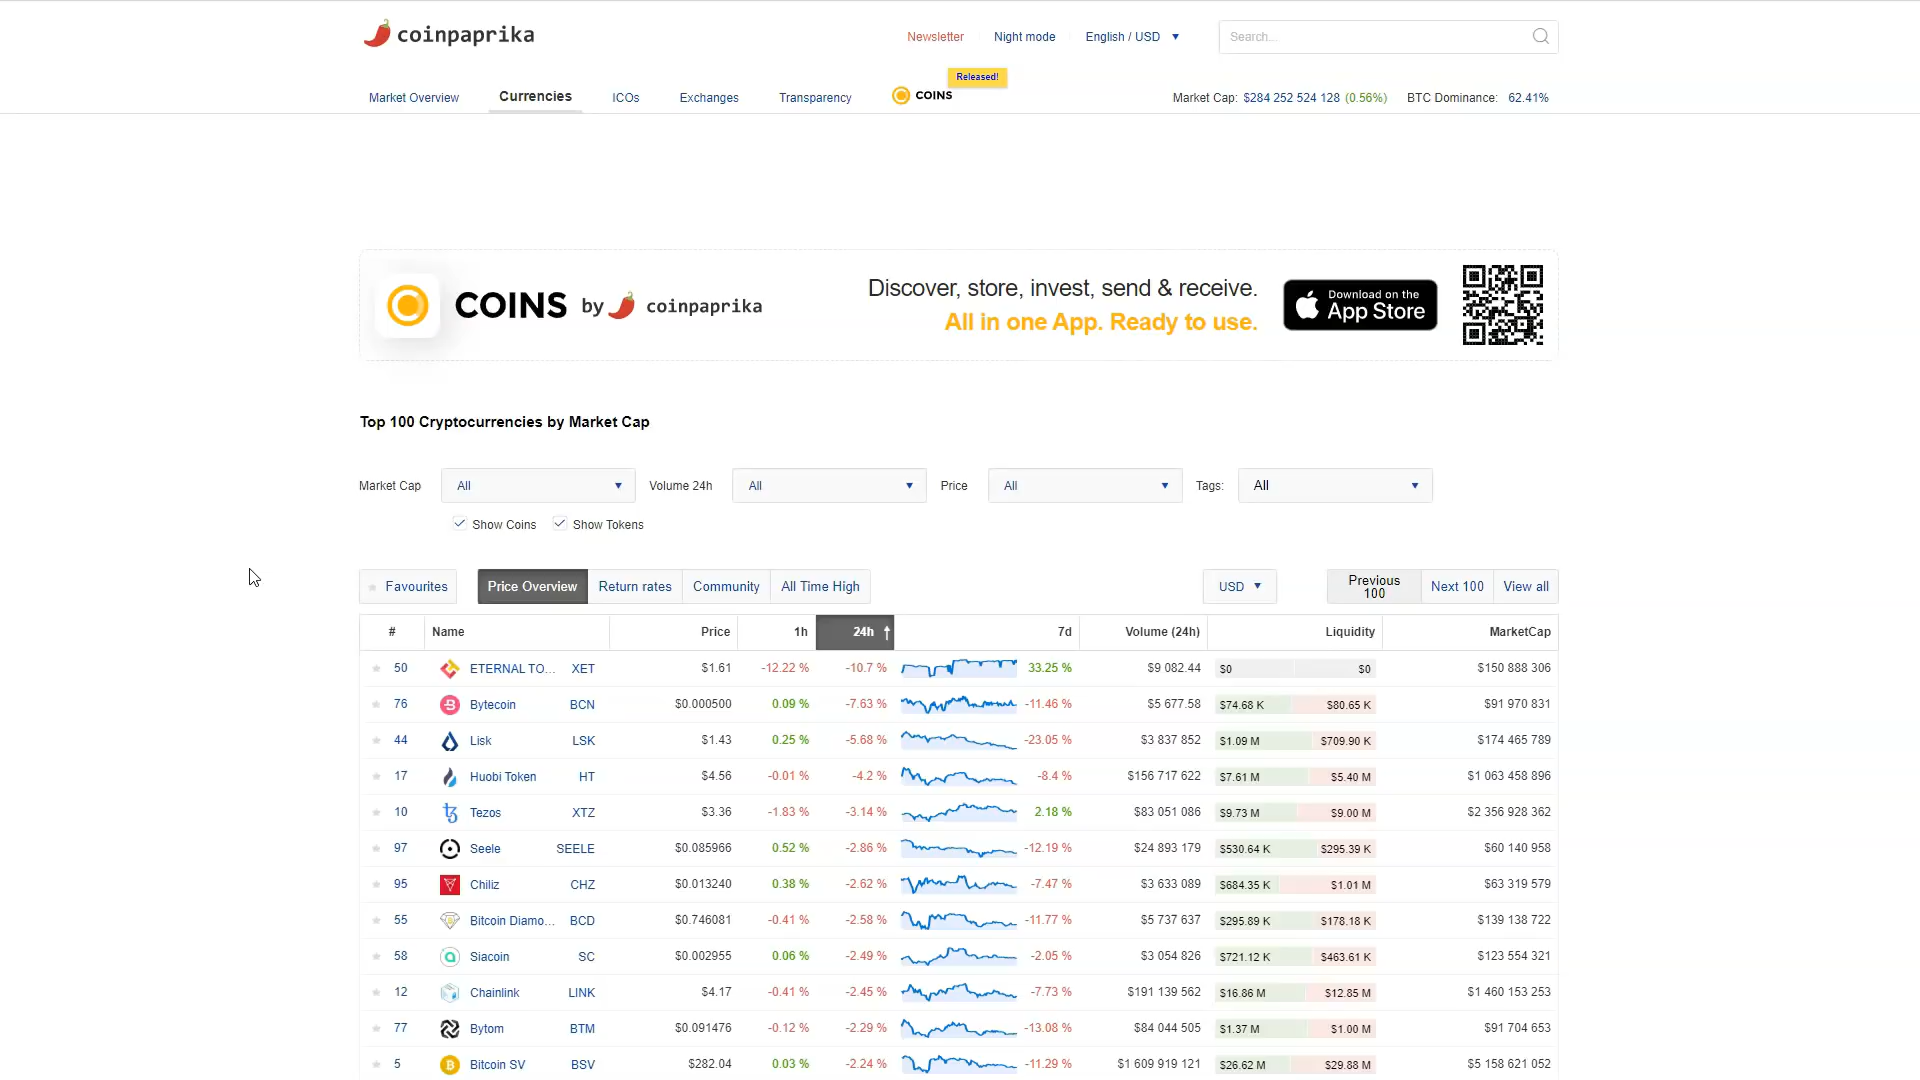 coinpaprika
Newsletter Night mode English / USD Search...
Released!
Market Overview Currencies ICOs Exchanges Transparency COINS Market Cap: $284 252 524 128 (0.56%) BTC Dominance: 62.41%
COINS by coinpaprika
Discover, store, invest, send & receive.
All in one App. Ready to use.
Download on the
App Store
Top 100 Cryptocurrencies by Market Cap
Market Cap All Volume 24h All Price All Tags: All
Show Coins Show Tokens
Favourites Price Overview Return rates Community All Time High USD Previous 100 Next 100 View all
# Name Price 1h 24h 7d Volume (24h) Liquidity MarketCap
50 ETERNAL TO... XET $1.61 -12.22 % -10.7 % 33.25 % $9 082.44 $0 $0 $150 888 306
76 Bytecoin BCN $0.000500 0.09 % -7.63 % -11.46 % $5 677.58 $74.68 K $80.65 K $91 970 831
44 Lisk LSK $1.43 0.25 % -5.68 % -23.05 % $3 837 852 $1.09 M $709.90 K $174 465 789
17 Huobi Token HT $4.56 -0.01 % -4.2 % -8.4 % $156 717 622 $7.61 M $5.40 M $1 063 458 896
10 Tezos XTZ $3.36 -1.83 % -3.14 % 2.18 % $83 051 086 $9.73 M $9.00 M $2 356 928 362
97 Seele SEELE $0.085966 0.52 % -2.86 % -12.19 % $24 893 179 $530.64 K $295.39 K $60 140 958
95 Chiliz CHZ $0.013240 0.38 % -2.62 % -7.47 % $3 633 089 $684.35 K $1.01 M $63 319 579
55 Bitcoin Diamo... BCD $0.746081 -0.41 % -2.58 % -11.77 % $5 737 637 $295.89 K $178.18 K $139 138 722
58 Siacoin SC $0.002955 0.06 % -2.49 % -2.05 % $3 054 826 $721.12 K $463.61 K $123 554 321
12 Chainlink LINK $4.17 -0.41 % -2.45 % -7.73 % $191 139 562 $16.86 M $12.85 M $1 460 153 253
77 Bytom BTM $0.091476 -0.12 % -2.29 % -13.08 % $84 044 505 $1.37 M $1.00 M $91 704 653
5 Bitcoin SV BSV $282.04 0.03 % -2.24 % -11.29 % $1 609 919 121 $26.62 M $29.88 M $5 158 621 052